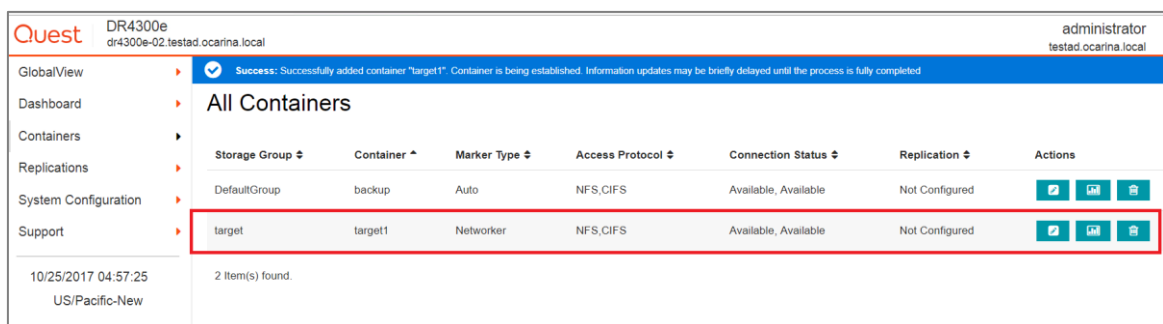 Quest
DR4300e
dr4300e-02.testad.ocarina.local
administrator
testad.ocarina.local
GlobalView
Dashboard
Containers
Replications
System Configuration
Support
10/25/2017 04:57:25
US/Pacific-New
Success: Successfully added container "target1". Container is being established. Information updates may be briefly delayed until the process is fully completed
All Containers
Storage Group Container Marker Type Access Protocol Connection Status Replication Actions
DefaultGroup backup Auto NFS,CIFS Available, Available Not Configured
target target1 Networker NFS,CIFS Available, Available Not Configured
2 Item(s) found.